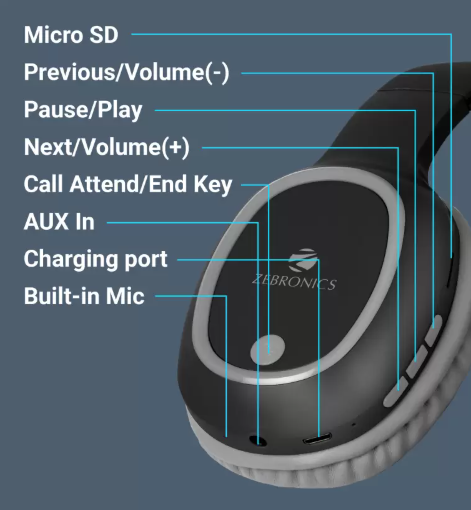 Micro SD
Previous/Volume(-)
Pause/Play
Next/Volume(+)
Call Attend/End Key
AUX In
Charging port
Built-in Mic
ZEBRONICS